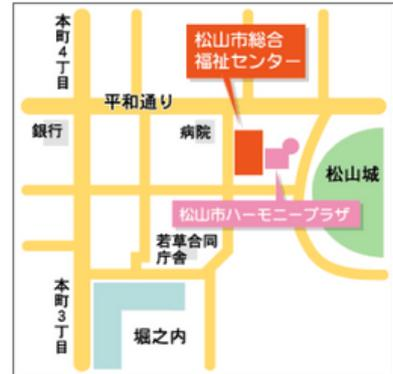 本町4丁目
松山市総合
福祉センター
平和通り
銀行
病院
松山城
松山市ハーモニープラザ
若草合同
庁舎
本町3丁目
堀之内